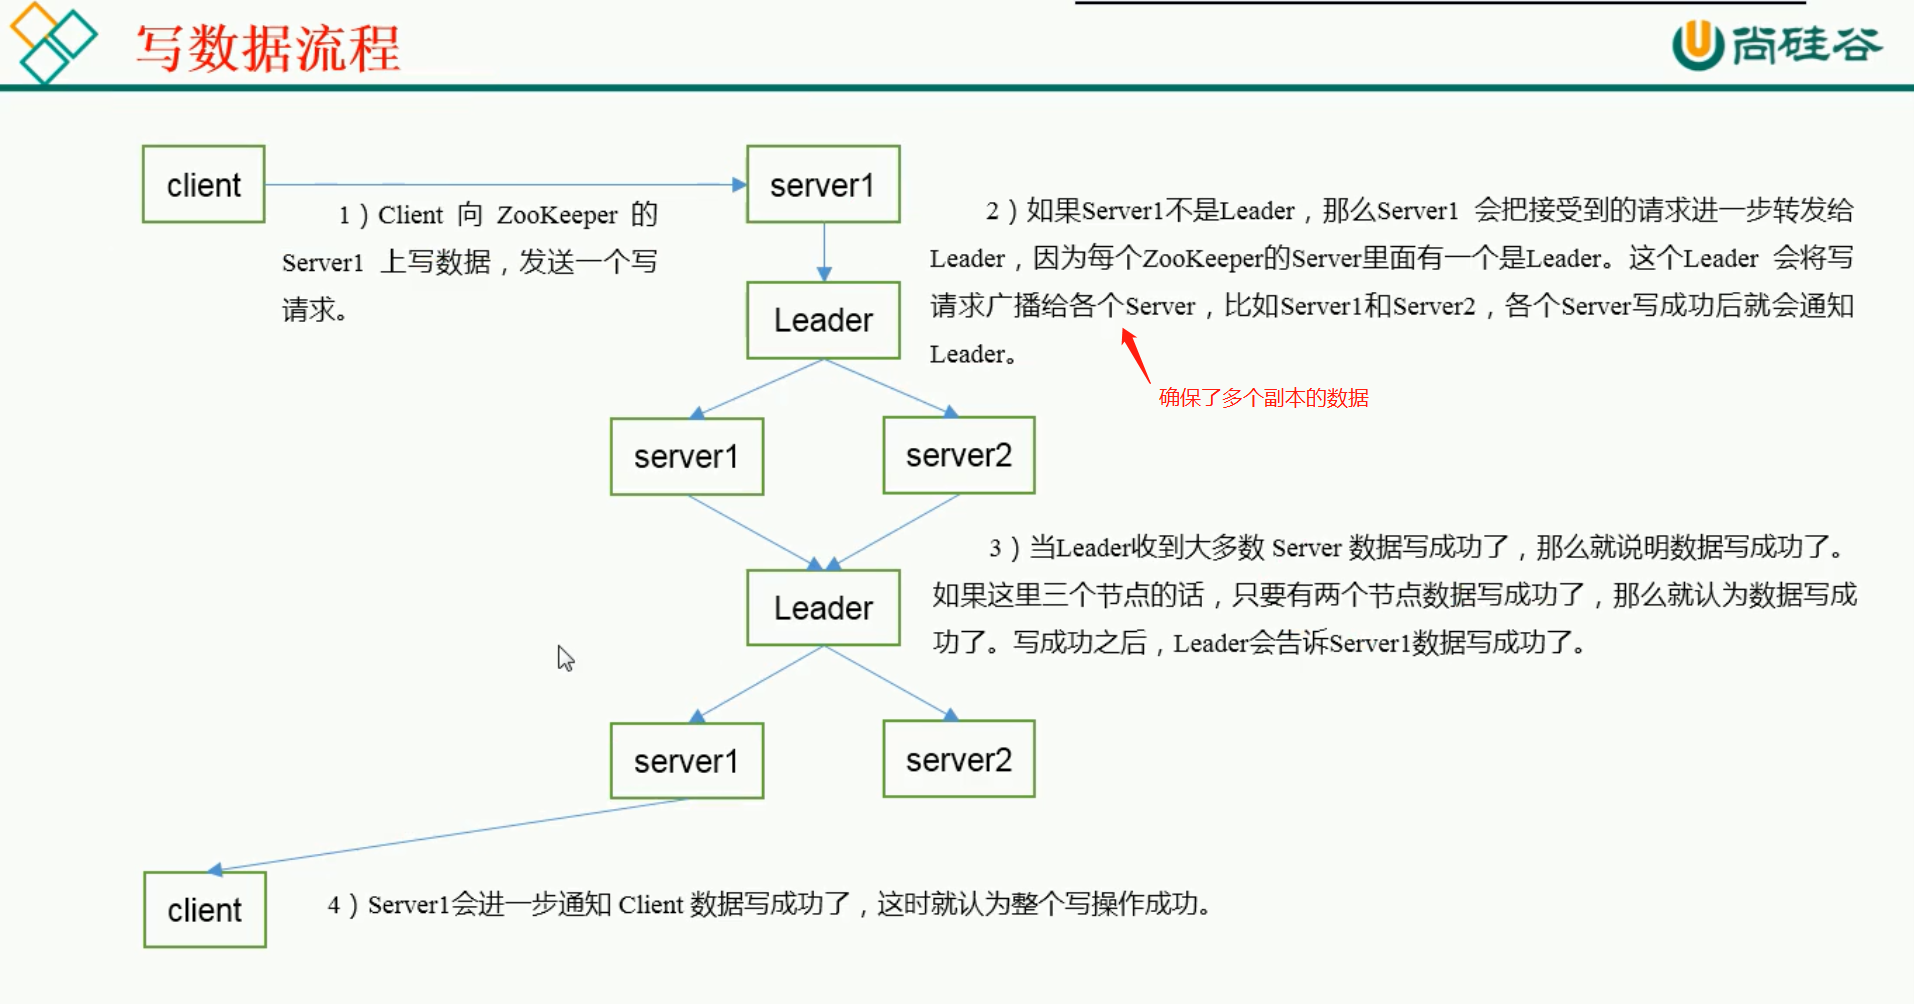 写数据流程
尚硅谷
client
server1
1）Client 向 ZooKeeper 的
Server1 上写数据，发送一个写
请求。
2）如果Server1不是Leader，那么Server1 会把接受到的请求进一步转发给
Leader，因为每个ZooKeeper的Server里面有一个是Leader。这个Leader 会将写
请求广播给各个Server，比如Server1和Server2，各个Server写成功后就会通知
Leader。
Leader
确保了多个副本的数据
server1
server2
3）当Leader收到大多数 Server 数据写成功了，那么就说明数据写成功了。
如果这里三个节点的话，只要有两个节点数据写成功了，那么就认为数据写成
功了。写成功之后，Leader会告诉Server1数据写成功了。
Leader
server1
server2
client
4）Server1会进一步通知 Client 数据写成功了，这时就认为整个写操作成功。